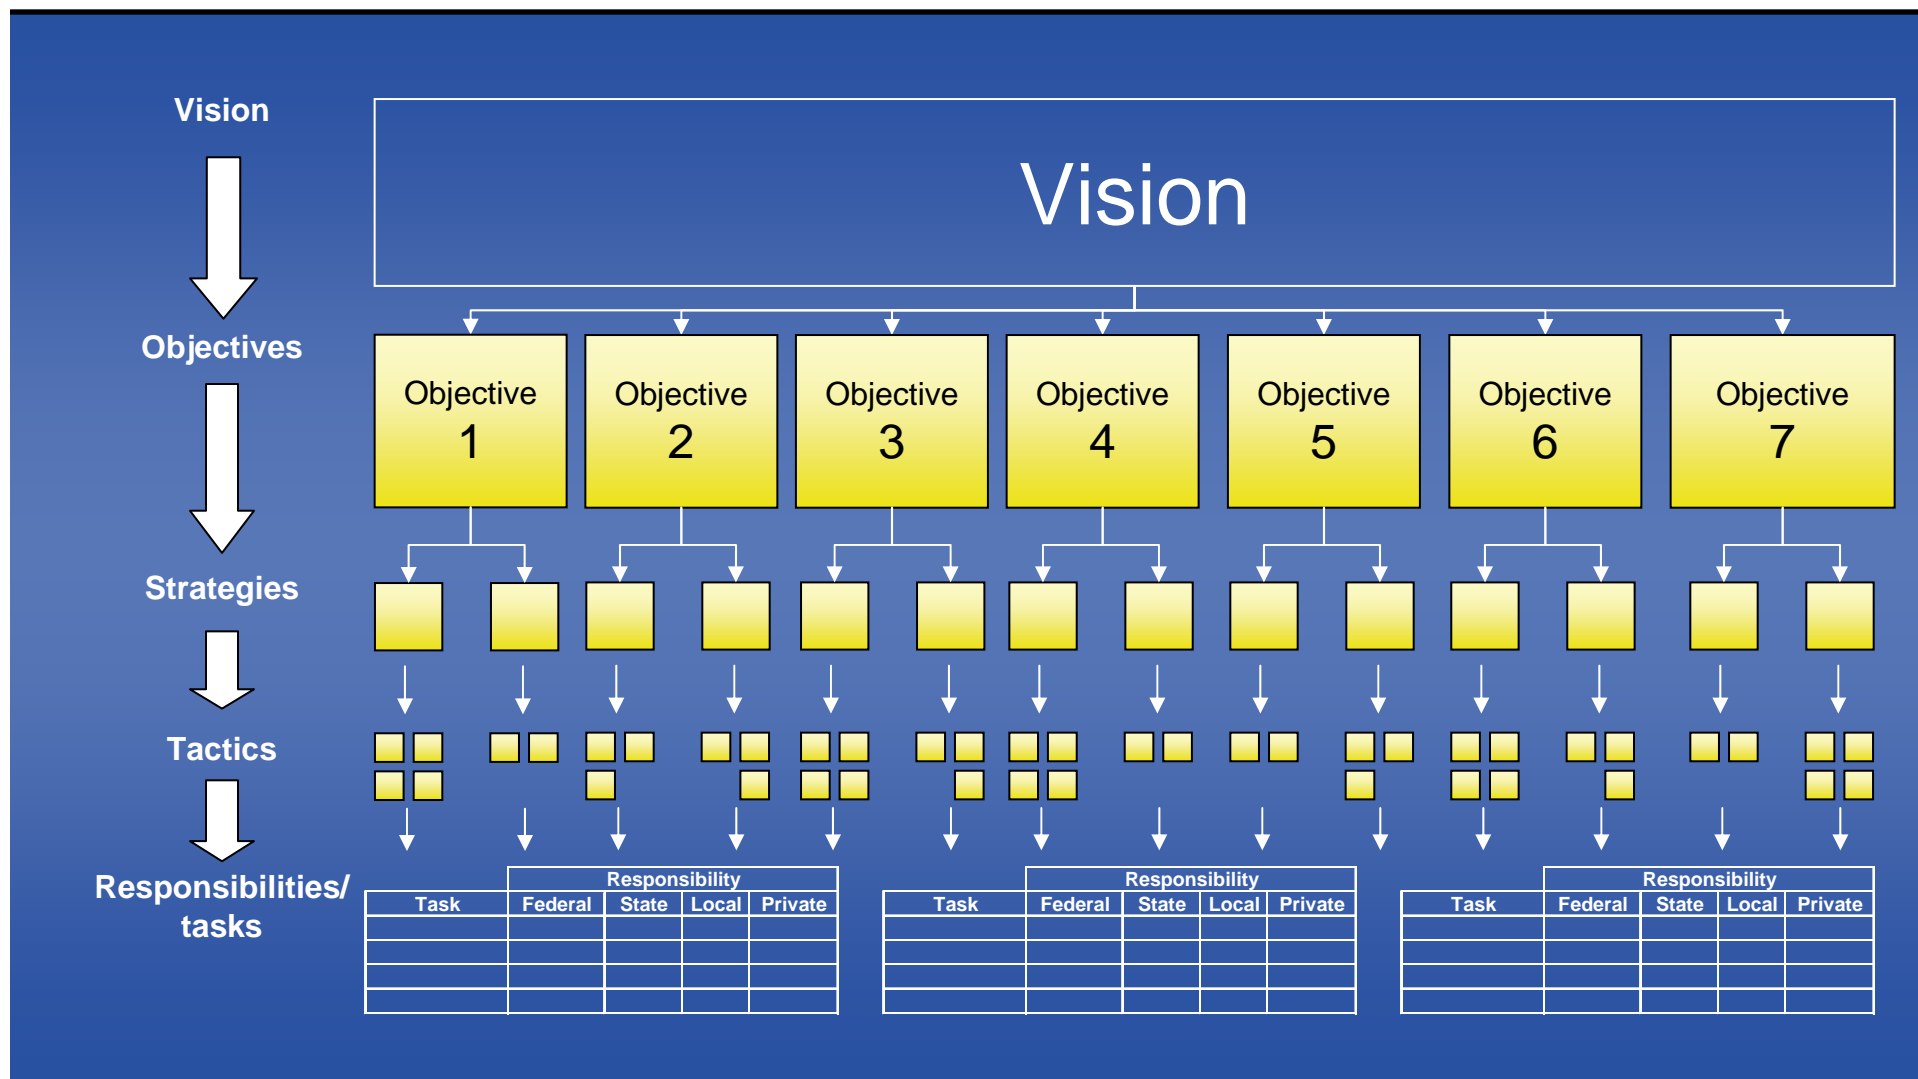 Vision
Vision
Objectives
Objective
1
Objective
2
Objective
3
Objective
4
Objective
5
Objective
6
Objective
7
Strategies
Tactics
Responsibilities/
tasks
Responsibility
Task Federal State Local Private
Responsibility
Task Federal State Local Private
Responsibility
Task Federal State Local Private